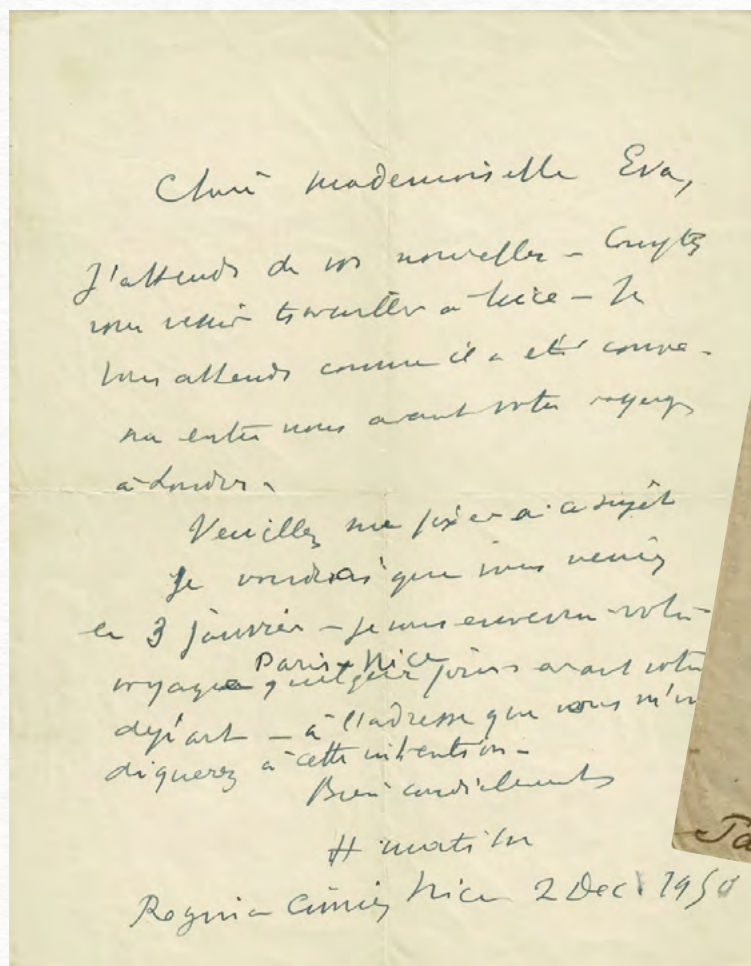 Chère mademoiselle Eva,
J'attends de vos nouvelles – Comptez
vous venir travailler à Nice – Je
vous attends comme il a été conve-
nu entre nous avant votre voyage
à Londres.
Veuillez me fixer à ce sujet
Je voudrais que vous veniez
le 3 janvier – je vous enverrai votre
Paris Nice
voyage quelques jours avant votre
départ – à l'adresse que vous m'in
diquerez à cette intention –
Bien cordialement
H matisse
Regina Cimiez Nice 2 Dec. 1950